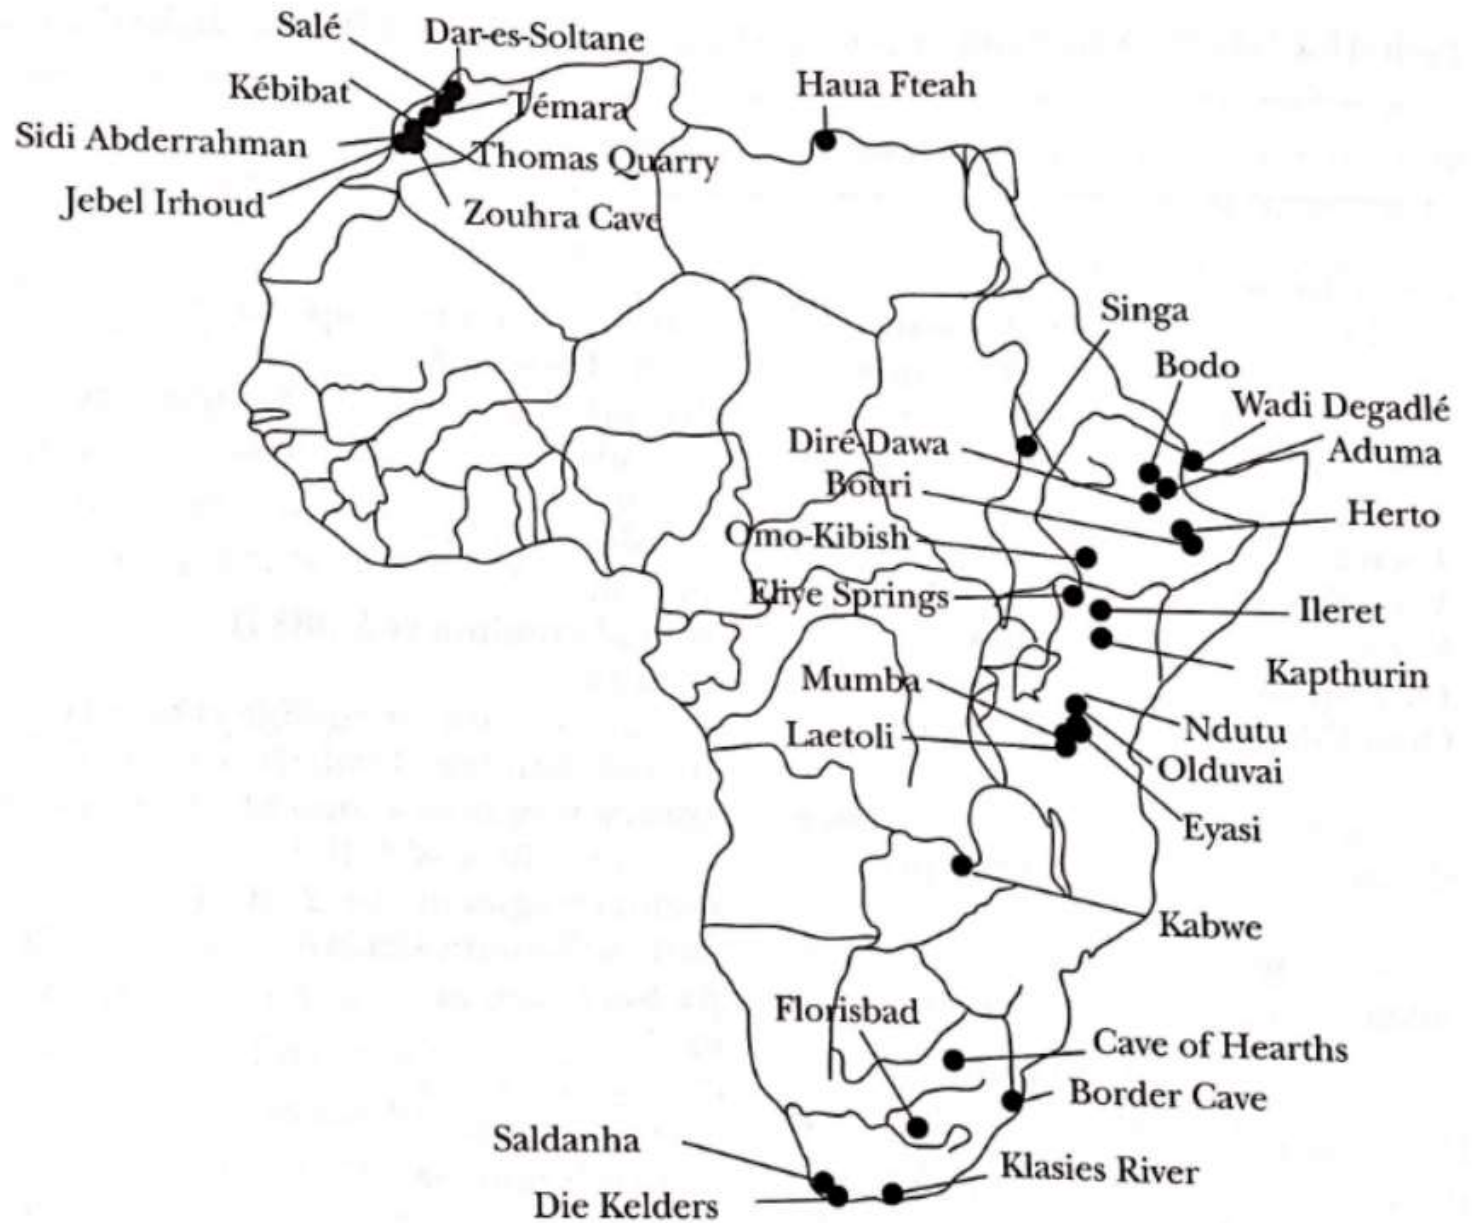 Salé
Dar-es-Soltane
Kébibat
Témara
Haua Fteah
Sidi Abderrahman
Thomas Quarry
Jebel Irhoud
Zouhra Cave
Singa
Bodo
Wadi Degadlé
Diré-Dawa
Aduma
Bouri
Herto
Omo-Kibish
Eliye Springs
Ileret
Kapthurin
Mumba
Ndutu
Laetoli
Olduvai
Eyasi
Kabwe
Florisbad
Cave of Hearths
Border Cave
Saldanha
Klasies River
Die Kelders